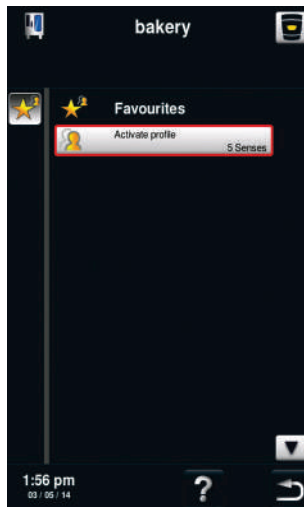 bakery
Favourites
Activate profile
5 Senses
1:56 pm
03 / 05 / 14
?